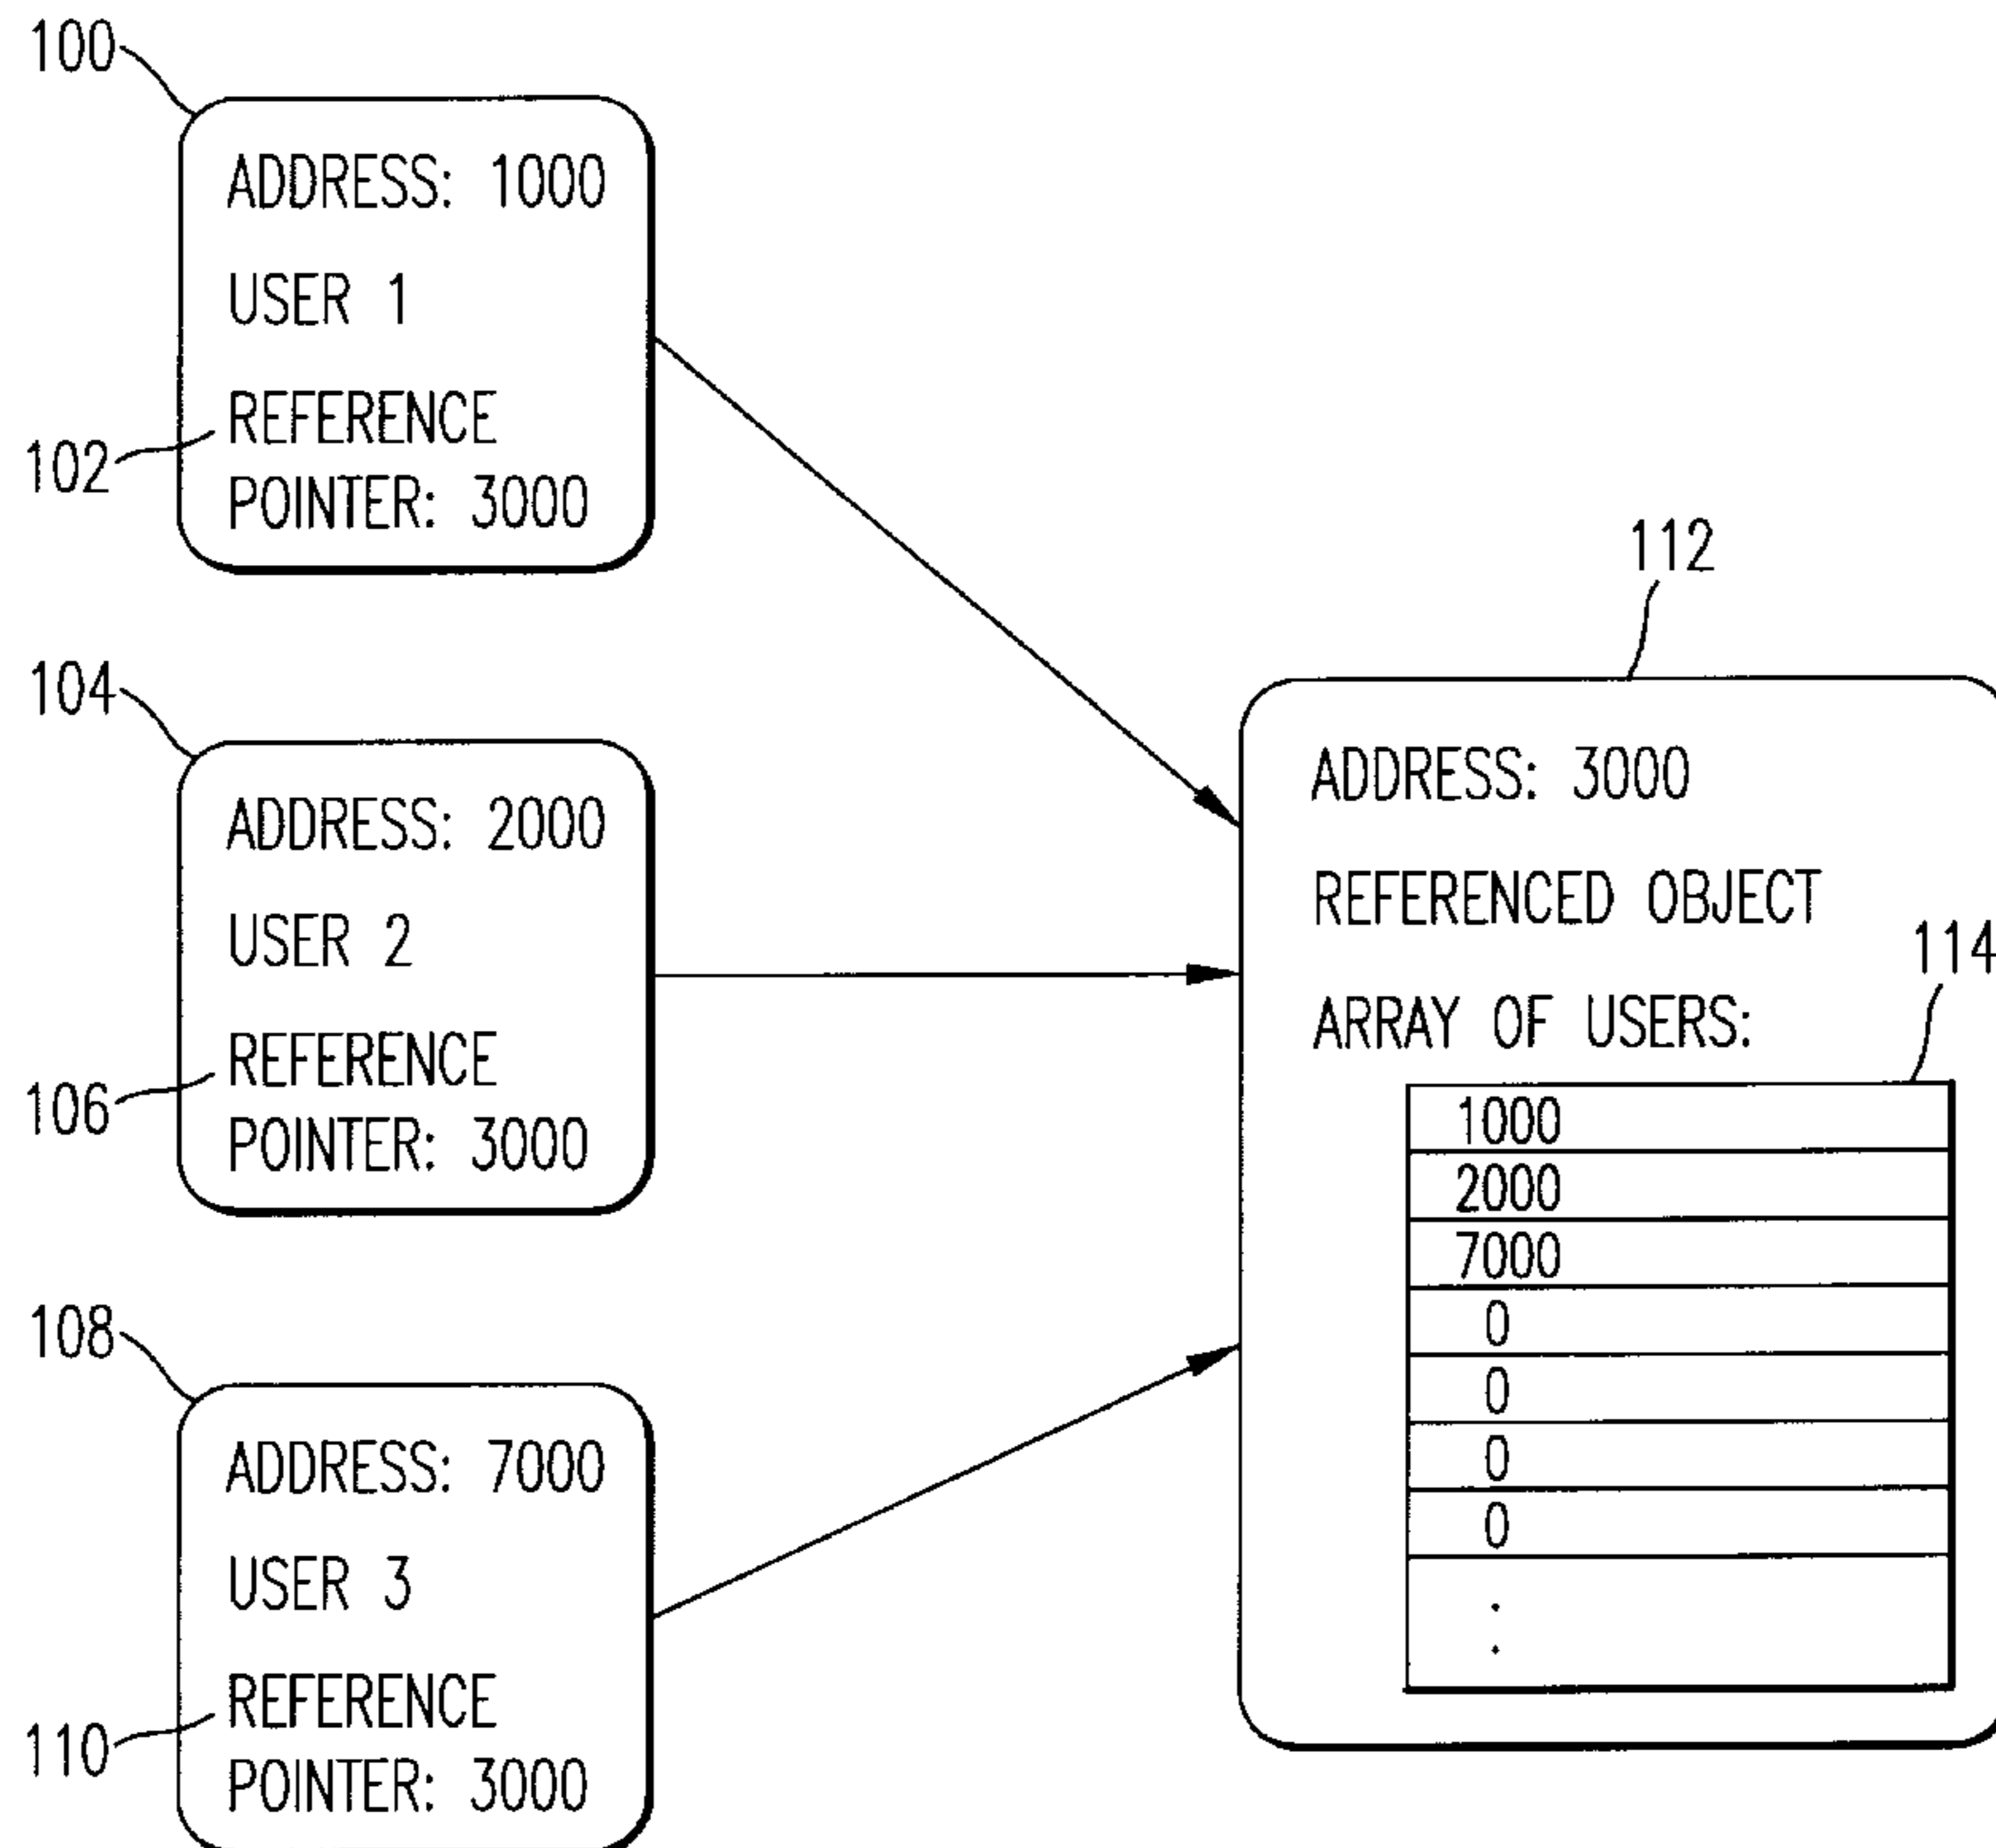 100
ADDRESS: 1000
USER 1
REFERENCE
102
POINTER: 3000
104
ADDRESS: 2000
USER 2
REFERENCE
106
POINTER: 3000
108
ADDRESS: 7000
USER 3
REFERENCE
110
POINTER: 3000
112
ADDRESS: 3000
REFERENCED OBJECT
114
ARRAY OF USERS:
1000
2000
7000
0
0
0
0
.
.